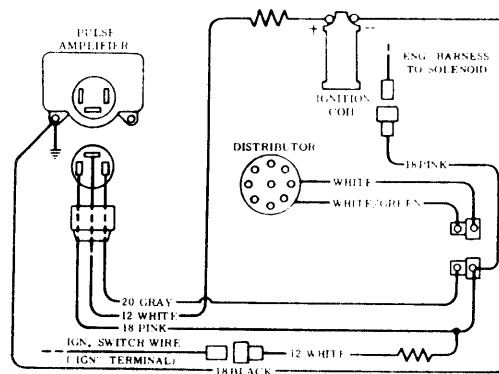 PULSE
AMPLIFIER
+
-
IGNITION
COIL
ENG. HARNESS
TO SOLENOID
DISTRIBUTOR
18 PINK
WHITE
WHITE/GREEN
20 GRAY
12 WHITE
18 PINK
IGN. SWITCH WIRE
("IGN" TERMINAL)
12 WHITE
18 BLACK